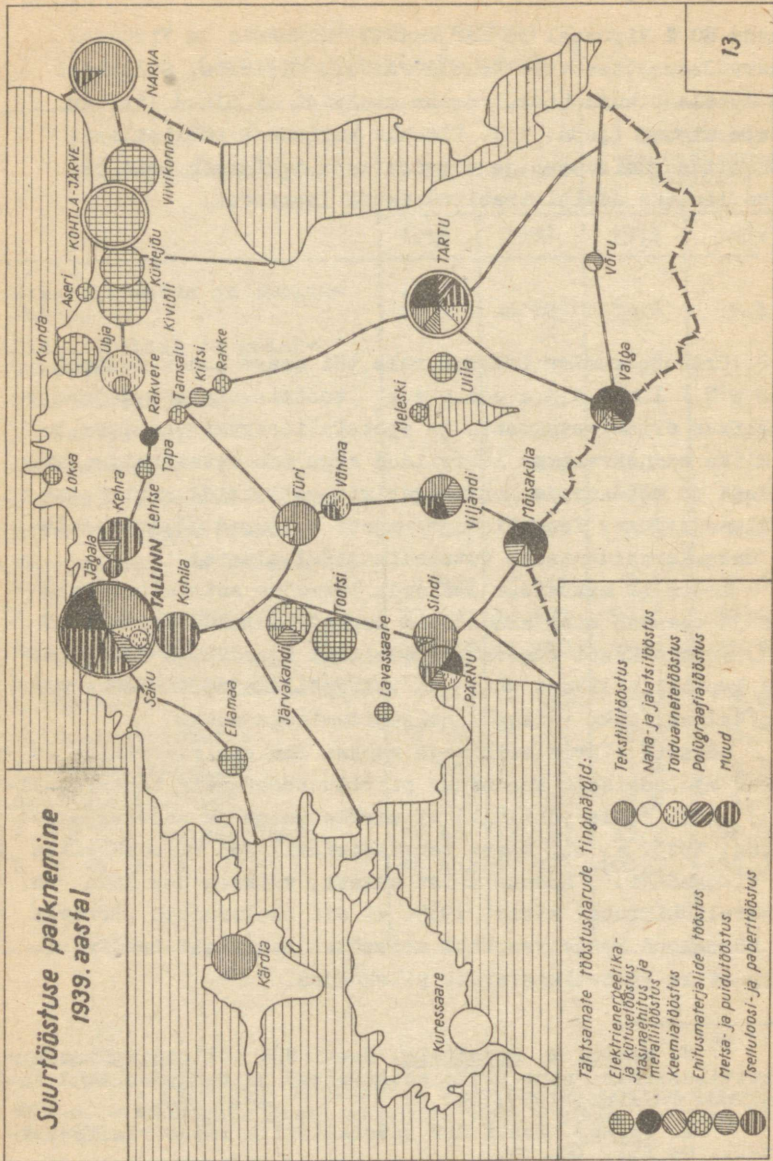 Suurtööstuse paiknemine
1939. aastal
13
NARVA
KOHTLA-JÄRVE
Viivikonna
Küttejõu
Kiviõli
Aseri
Kunda
Ubja
Rakvere
Tamsalu
Kiltsi
Rakke
Tapa
Lehtse
Loksa
Kehra
Jägala
TALLINN
Kohila
Saku
Ellamaa
Türi
Võhma
Järvakandi
Tootsi
Lavassaare
Sindi
PÄRNU
Viljandi
Mõisaküla
Meleski
Ulila
TARTU
Võru
Valga
Kärdla
Kuressaare
Tähtsamate tööstusharude tingmärgid:
Elektrienergeetika-
ja kütusetööstus
Masinaehitus ja
metallitööstus
Keemiatööstus
Ehitusmaterjalide tööstus
Metsa- ja puidutööstus
Tselluloosi- ja paberitööstus
Tekstiilitööstus
Naha- ja jalatsitööstus
Toiduainetetööstus
Polügraafiatööstus
Muud